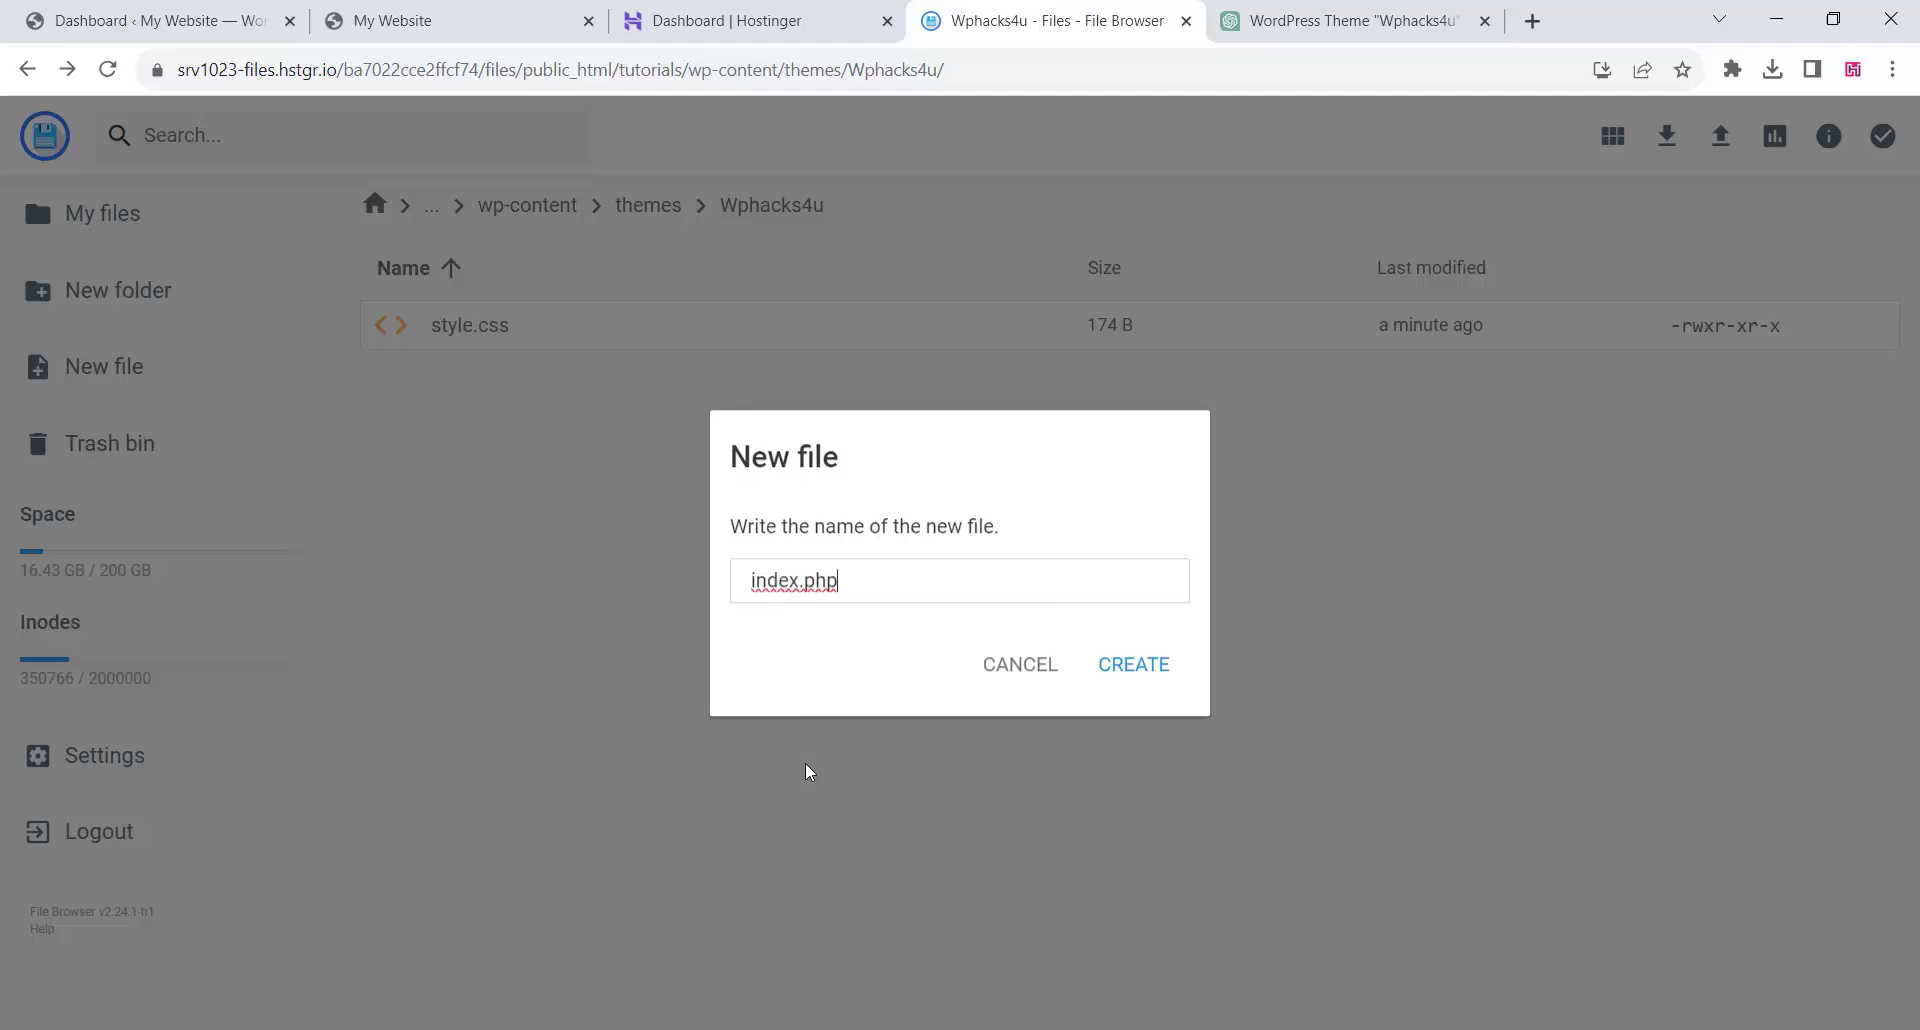 Dashboard ‹ My Website — Wor
My Website
Dashboard | Hostinger
Wphacks4u - Files - File Browser
WordPress Theme "Wphacks4u"
srv1023-files.hstgr.io/ba7022cce2ffcf74/files/public_html/tutorials/wp-content/themes/Wphacks4u/
Search...
My files
... > wp-content > themes > Wphacks4u
Name Size Last modified
New folder
style.css 174 B a minute ago -rwxr-xr-x
New file
Trash bin
New file
Space
Write the name of the new file.
16.43 GB / 200 GB
index.php
Inodes
CANCEL CREATE
350766 / 2000000
Settings
Logout
File Browser v2.24.1-h1
Help